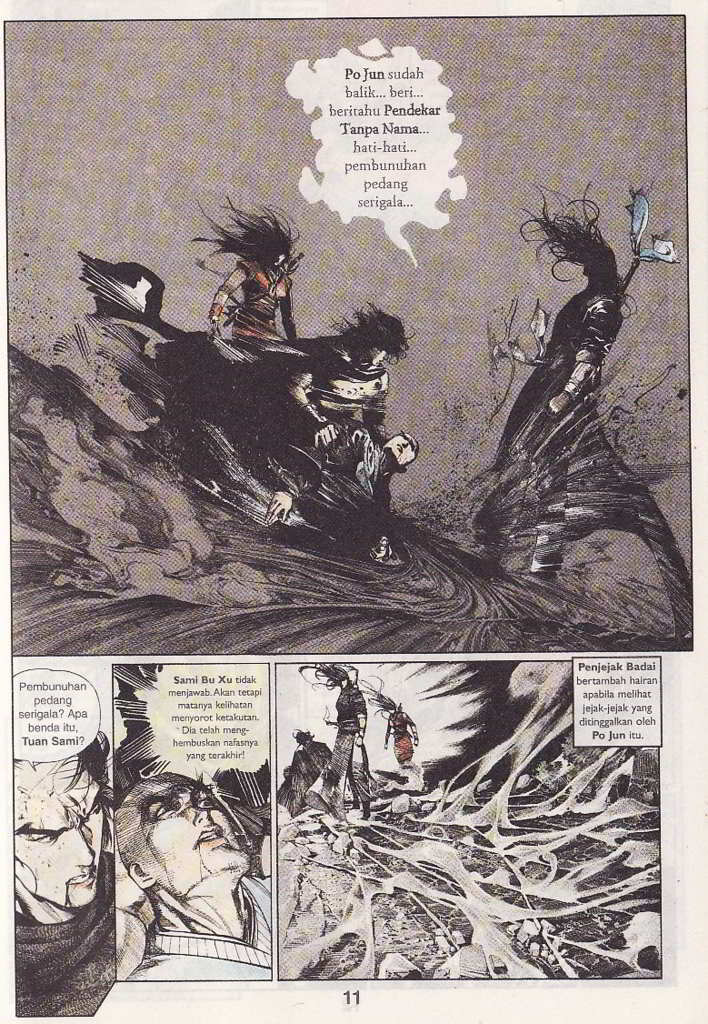 Po Jun sudah
balik... beri...
beritahu Pendekar
Tanpa Nama...
hati-hati...
pembunuhan
pedang
serigala...
Pembunuhan
pedang
serigala? Apa
benda itu,
Tuan Sami?
Sami Bu Xu tidak
menjawab. Akan tetapi
matanya kelihatan
menyorot ketakutan.
Dia telah meng-
hembuskan nafasnya
yang terakhir!
Penjejak Badai
bertambah hairan
apabila melihat
jejak-jejak yang
ditinggalkan oleh
Po Jun itu.
11